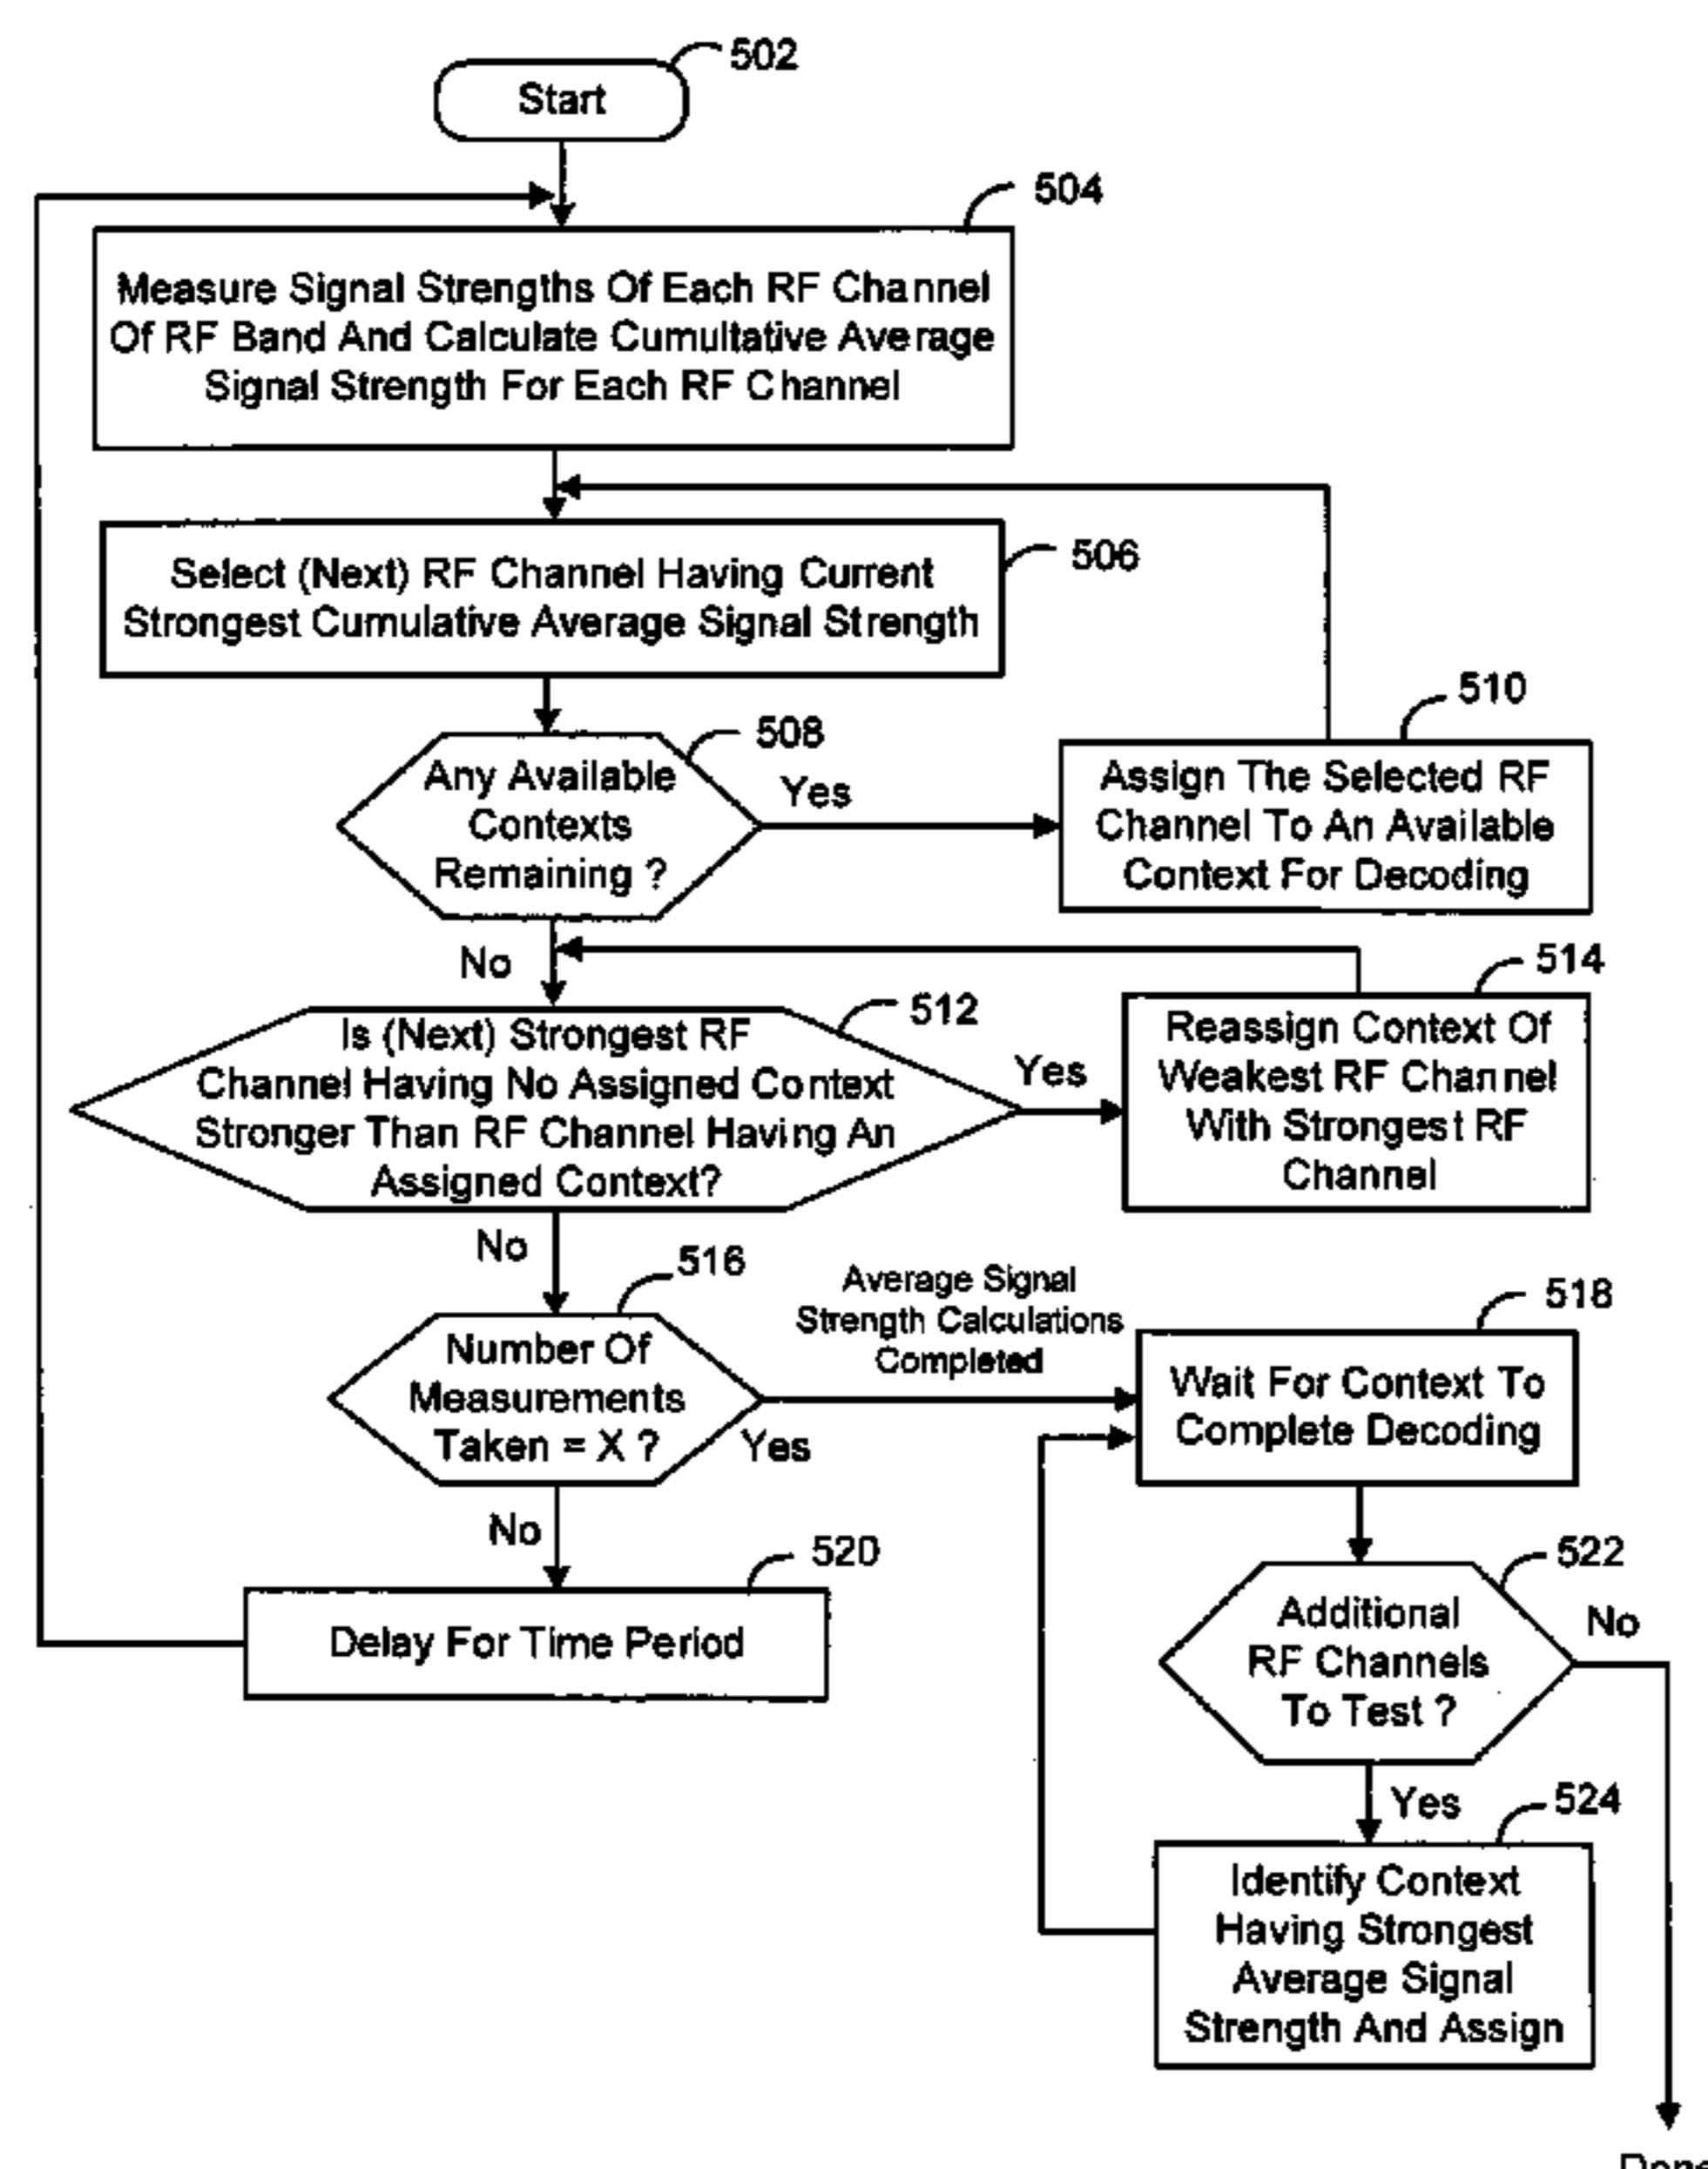 502
Start
504
Measure Signal Strengths Of Each RF Channel
Of RF Band And Calculate Cumultative Average
Signal Strength For Each RF Channel
506
Select (Next) RF Channel Having Current
Strongest Cumulative Average Signal Strength
508
Any Available
Contexts
Remaining ?
Yes
510
Assign The Selected RF
Channel To An Available
Context For Decoding
No
512
Is (Next) Strongest RF
Channel Having No Assigned Context
Stronger Than RF Channel Having An
Assigned Context?
Yes
514
Reassign Context Of
Weakest RF Channel
With Strongest RF
Channel
No
516
Number Of
Measurements
Taken = X ?
Yes
Average Signal
Strength Calculations
Completed
518
Wait For Context To
Complete Decoding
No
520
Delay For Time Period
522
Additional
RF Channels
To Test ?
No
Yes
524
Identify Context
Having Strongest
Average Signal
Strength And Assign
Done